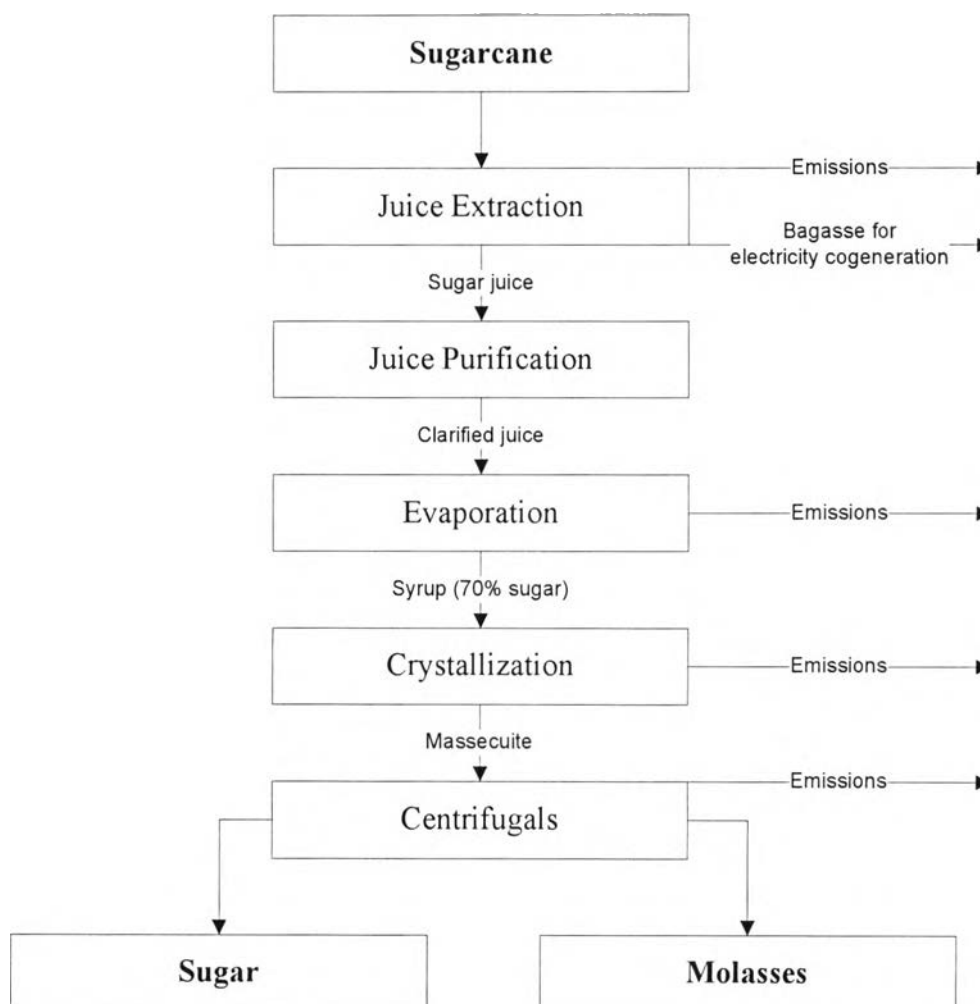 Sugarcane
Emissions
Juice Extraction
Bagasse for
electricity cogeneration
Sugar juice
Juice Purification
Clarified juice
Evaporation
Emissions
Syrup (70% sugar)
Crystallization
Emissions
Massecuite
Emissions
Centrifugals
Sugar
Molasses